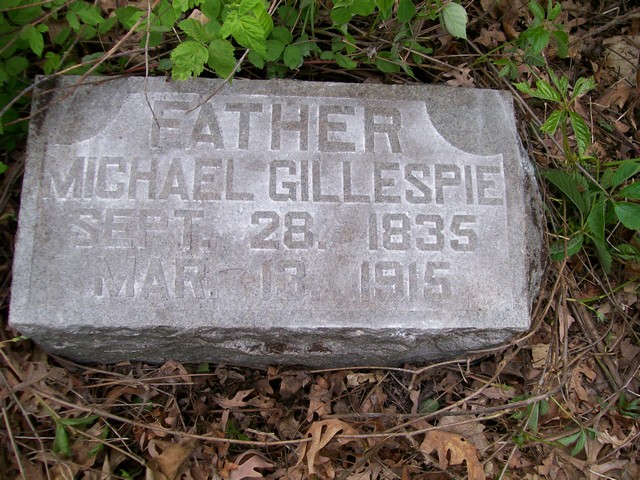 FATHER
MICHAEL GILLESPIE
SEPT. 28. 1835
MAR. 13. 1915